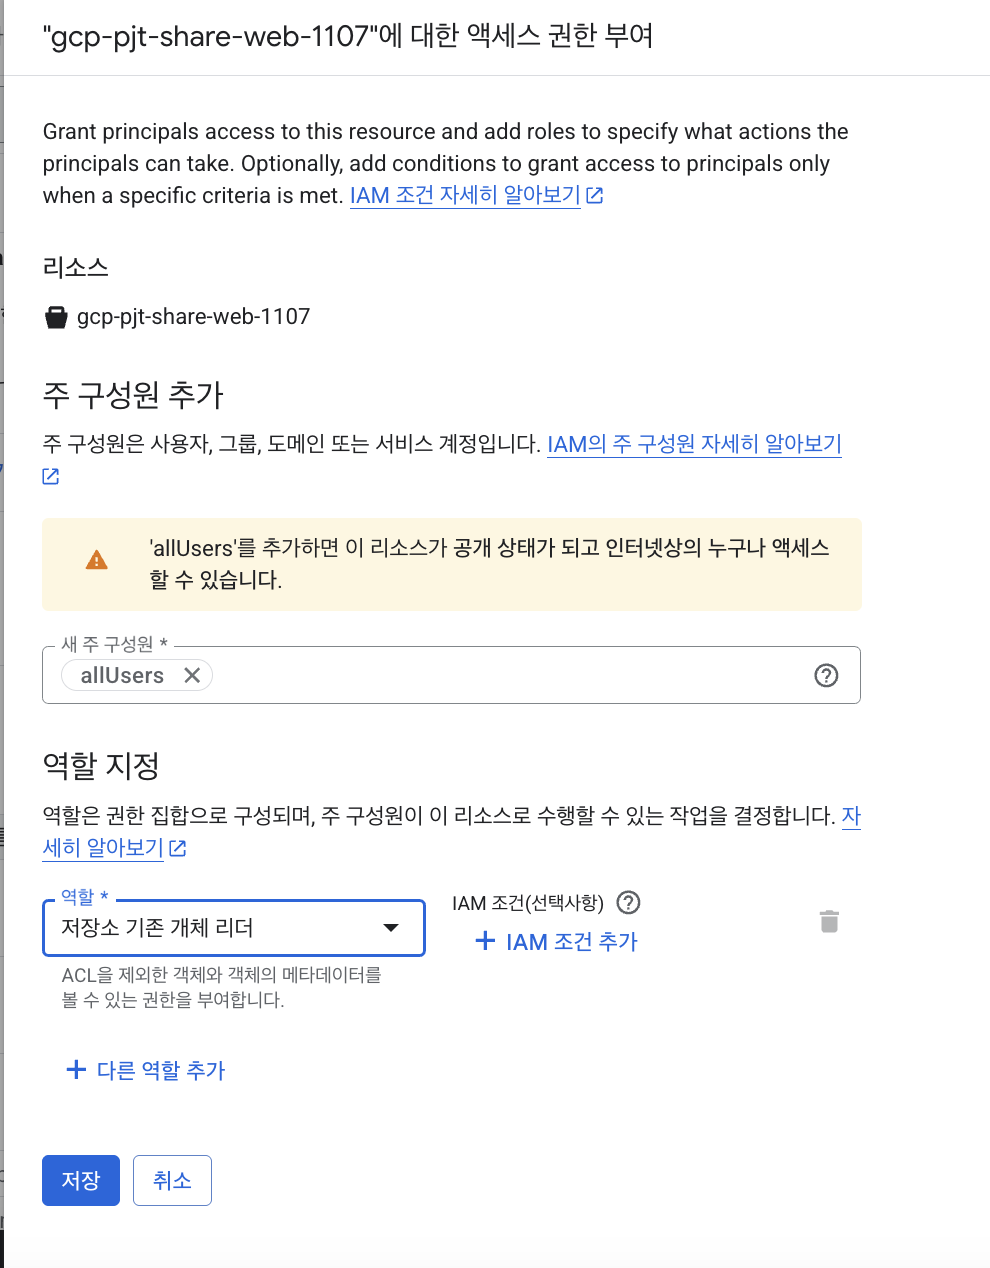 "gcp-pjt-share-web-1107"에 대한 액세스 권한 부여
Grant principals access to this resource and add roles to specify what actions the
principals can take. Optionally, add conditions to grant access to principals only
when a specific criteria is met. IAM 조건 자세히 알아보기
리소스
gcp-pjt-share-web-1107
주 구성원 추가
주 구성원은 사용자, 그룹, 도메인 또는 서비스 계정입니다. IAM의 주 구성원 자세히 알아보기
'allUsers'를 추가하면 이 리소스가 공개 상태가 되고 인터넷상의 누구나 액세스
할 수 있습니다.
새 주 구성원 *
allUsers
역할 지정
역할은 권한 집합으로 구성되며, 주 구성원이 이 리소스로 수행할 수 있는 작업을 결정합니다. 자
세히 알아보기
역할 *
저장소 기존 개체 리더
IAM 조건(선택사항)
+ IAM 조건 추가
ACL을 제외한 객체와 객체의 메타데이터를
볼 수 있는 권한을 부여합니다.
+ 다른 역할 추가
저장
취소